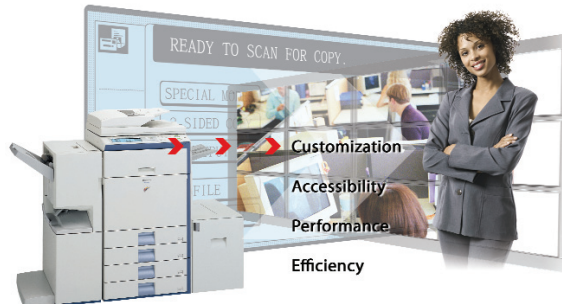 READY TO SCAN FOR COPY.
SPECIAL
2-SIDED
FILE
Customization
Accessibility
Performance
Efficiency